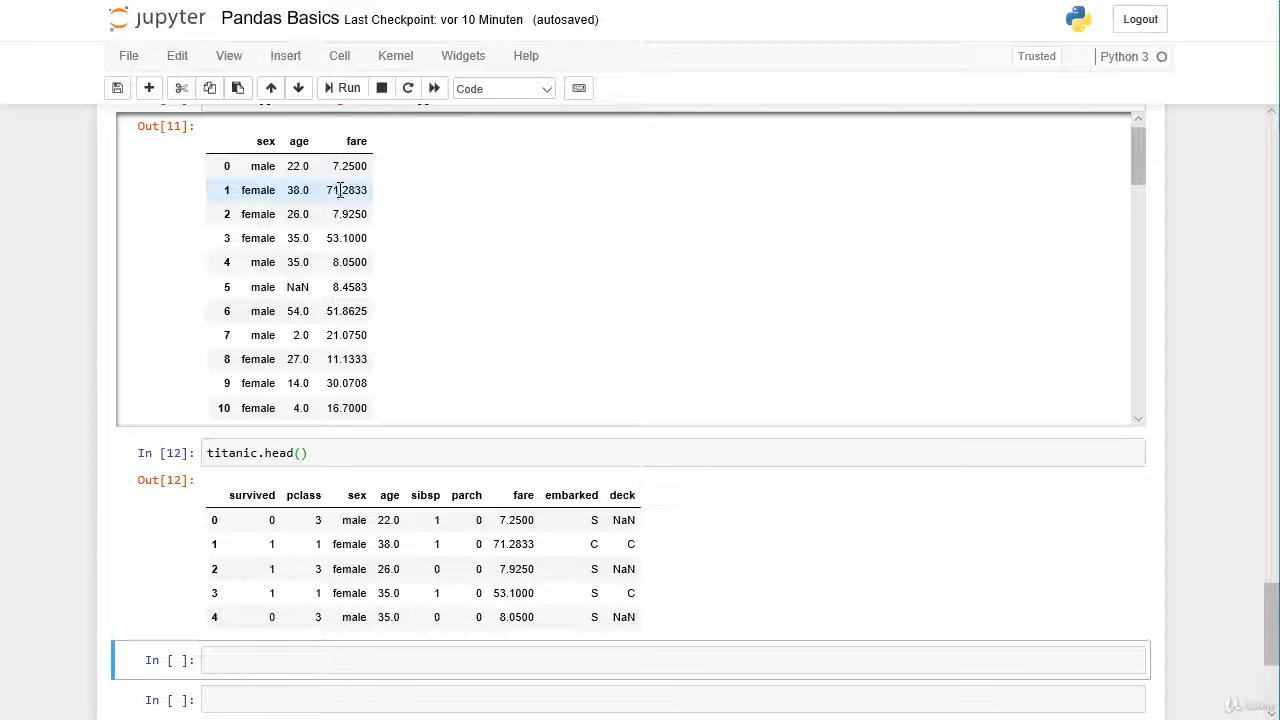 jupyter Pandas Basics Last Checkpoint: vor 10 Minuten (autosaved) Logout
File Edit View Insert Cell Kernel Widgets Help Trusted Python 3
Run Code
Out[11]:
sex age fare
0 male 22.0 7.2500
1 female 38.0 71.2833
2 female 26.0 7.9250
3 female 35.0 53.1000
4 male 35.0 8.0500
5 male NaN 8.4583
6 male 54.0 51.8625
7 male 2.0 21.0750
8 female 27.0 11.1333
9 female 14.0 30.0708
10 female 4.0 16.7000
In [12]: titanic.head()
Out[12]:
survived pclass sex age sibsp parch fare embarked deck
0 0 3 male 22.0 1 0 7.2500 S NaN
1 1 1 female 38.0 1 0 71.2833 C C
2 1 3 female 26.0 0 0 7.9250 S NaN
3 1 1 female 35.0 1 0 53.1000 S C
4 0 3 male 35.0 0 0 8.0500 S NaN
In [ ]:
In [ ]: